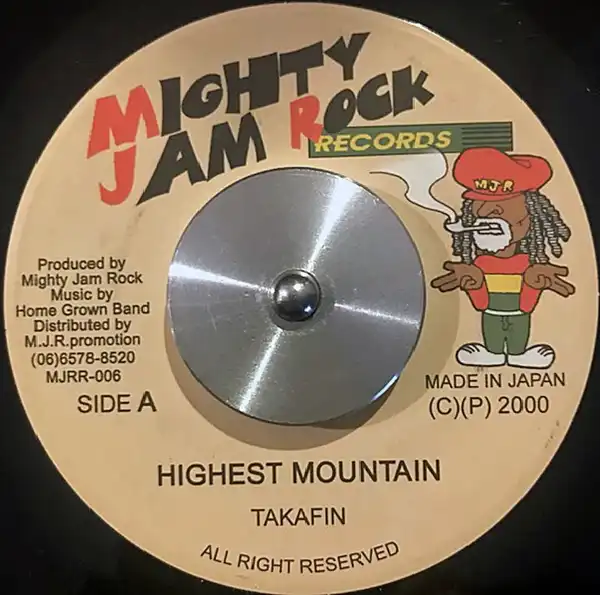 MIGHTY
JAM ROCK
RECORDS
M.J.R
Produced by
Mighty Jam Rock
Music by
Home Grown Band
Distributed by
M.J.R.promotion
(06)6578-8520
MJRR-006
SIDE A
MADE IN JAPAN
(C)(P) 2000
HIGHEST MOUNTAIN
TAKAFIN
ALL RIGHT RESERVED